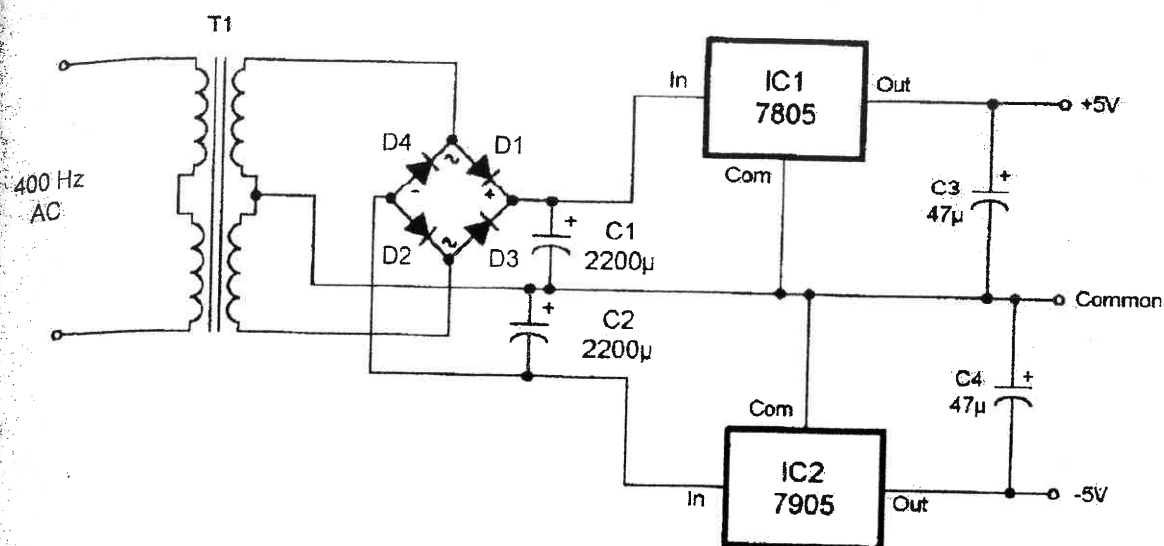 T1
400 Hz
AC
D4
D1
~
-
+
D2
~
D3
+
C1
2200µ
+
C2
2200µ
In
IC1
7805
Out
Com
+5V
+
C3
47µ
Common
Com
C4
+
47µ
In
IC2
7905
Out
-5V